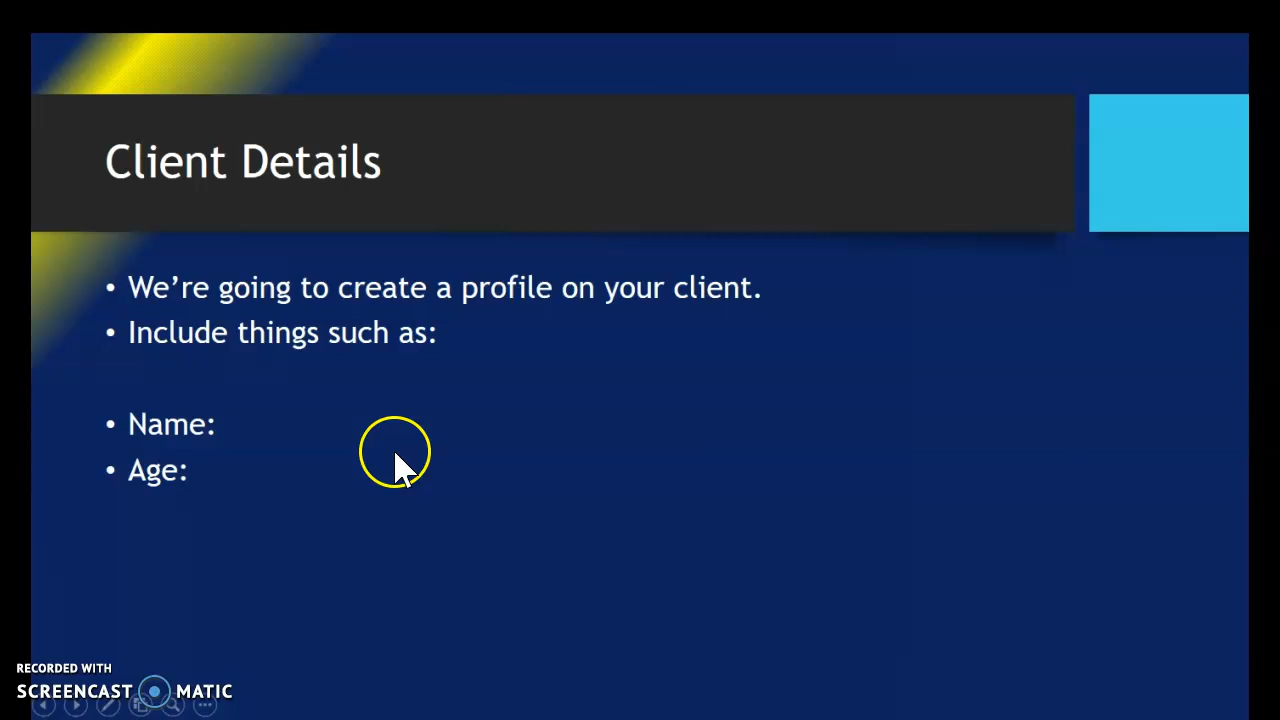 Client Details
• We’re going to create a profile on your client.
• Include things such as:
• Name:
• Age:
RECORDED WITH
SCREENCAST MATIC